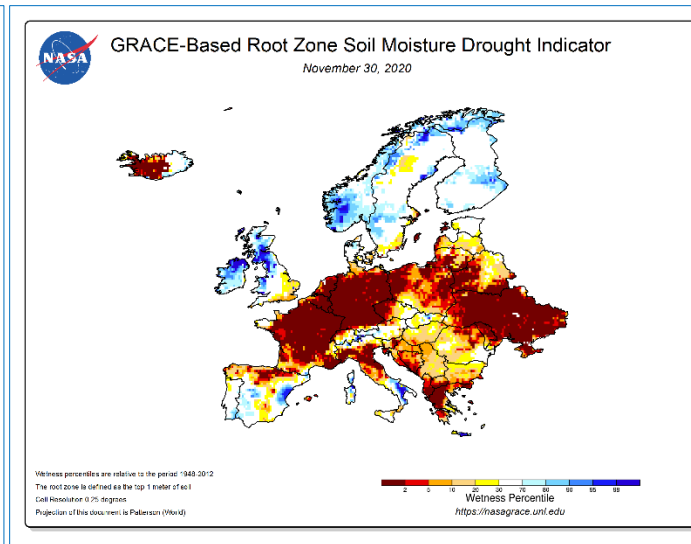 NASA
GRACE-Based Root Zone Soil Moisture Drought Indicator
November 30, 2020
Wetness percentiles are relative to the period 1948-2012
The root zone is defined as the top 1 meter of soil
Cell Resolution 0.25 degrees
Projection of this document is Patterson (World)
2 5 10 20 30 70 80 90 95 98
Wetness Percentile
https://nasagrace.unl.edu